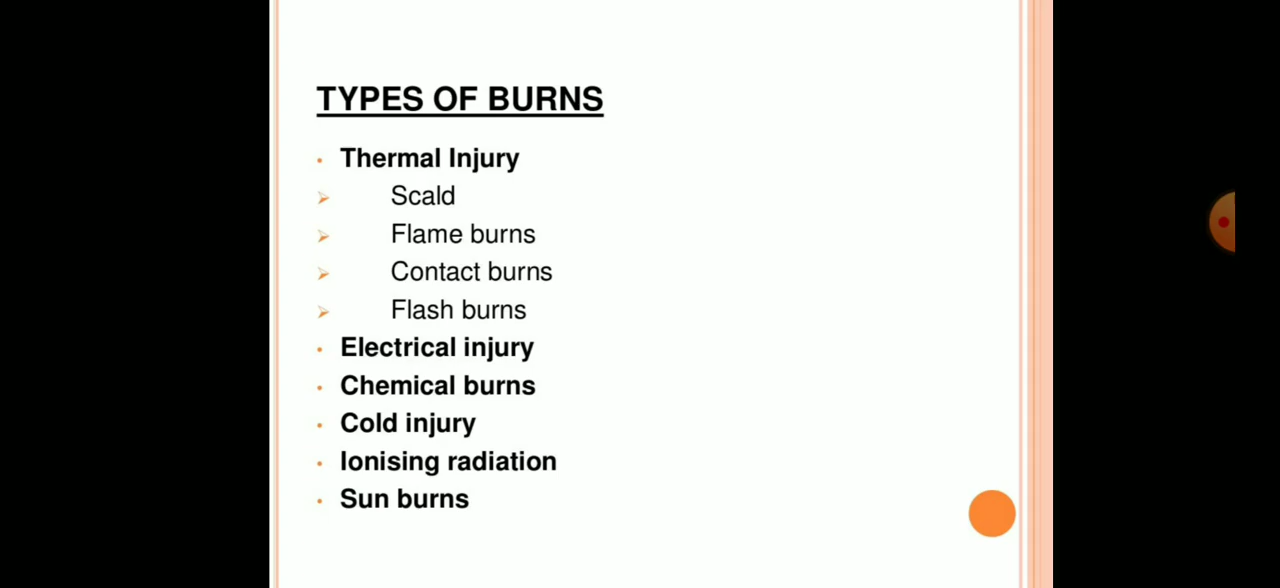 TYPES OF BURNS
Thermal Injury
Scald
Flame burns
Contact burns
Flash burns
Electrical injury
Chemical burns
Cold injury
Ionising radiation
Sun burns